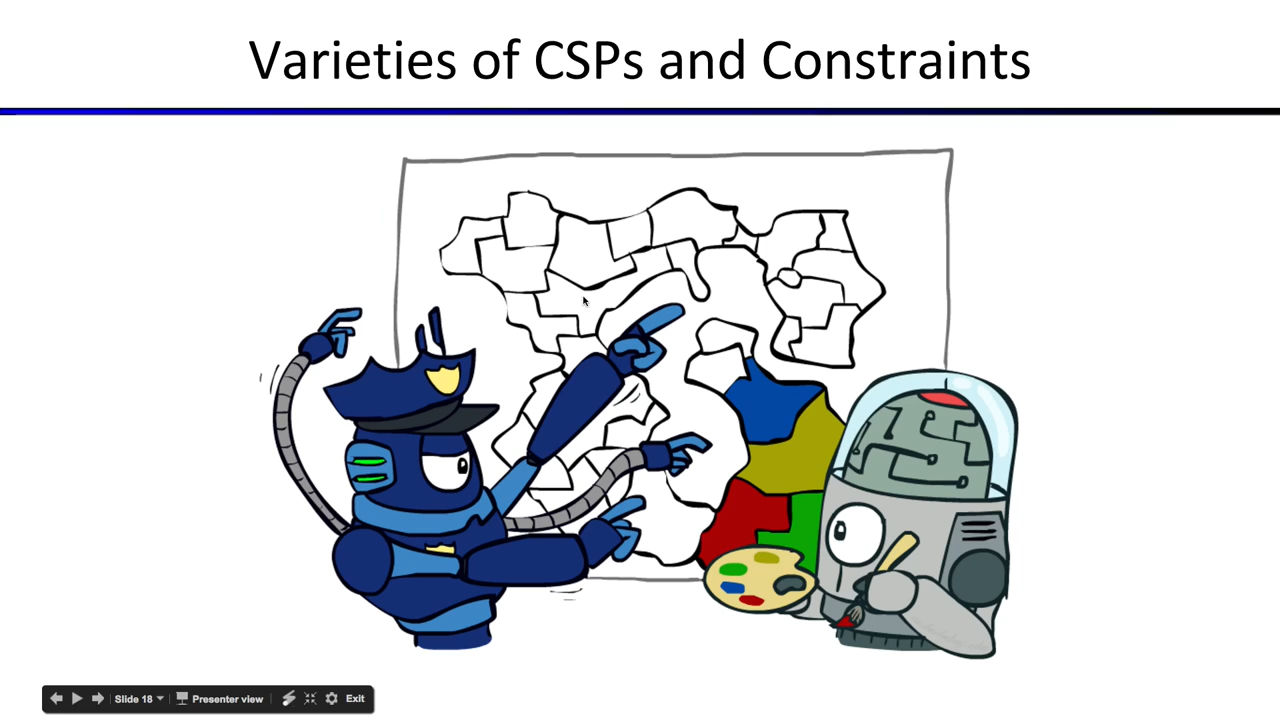 Varieties of CSPs and Constraints
Slide 18 Presenter view Exit